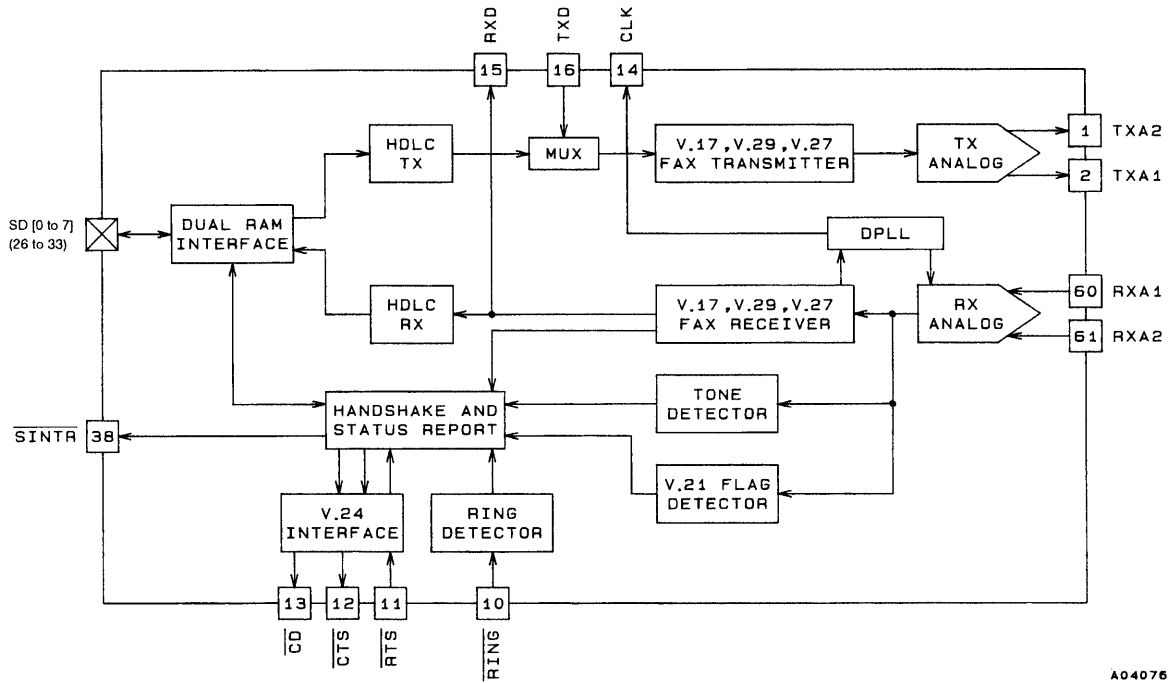 RXD
TXD
CLK
15
16
14
1
TXA2
HDLC
TX
MUX
V.17,V.29,V.27
FAX TRANSMITTER
TX
ANALOG
2
TXA1
SD [0 to 7]
(26 to 33)
DUAL RAM
INTERFACE
DPLL
HDLC
RX
V.17,V.29,V.27
FAX RECEIVER
RX
ANALOG
60
RXA1
61
RXA2
TONE
DETECTOR
HANDSHAKE AND
STATUS REPORT
SINTR
38
V.21 FLAG
DETECTOR
V.24
INTERFACE
RING
DETECTOR
13
12
11
10
CD
CTS
RTS
RING
A04076